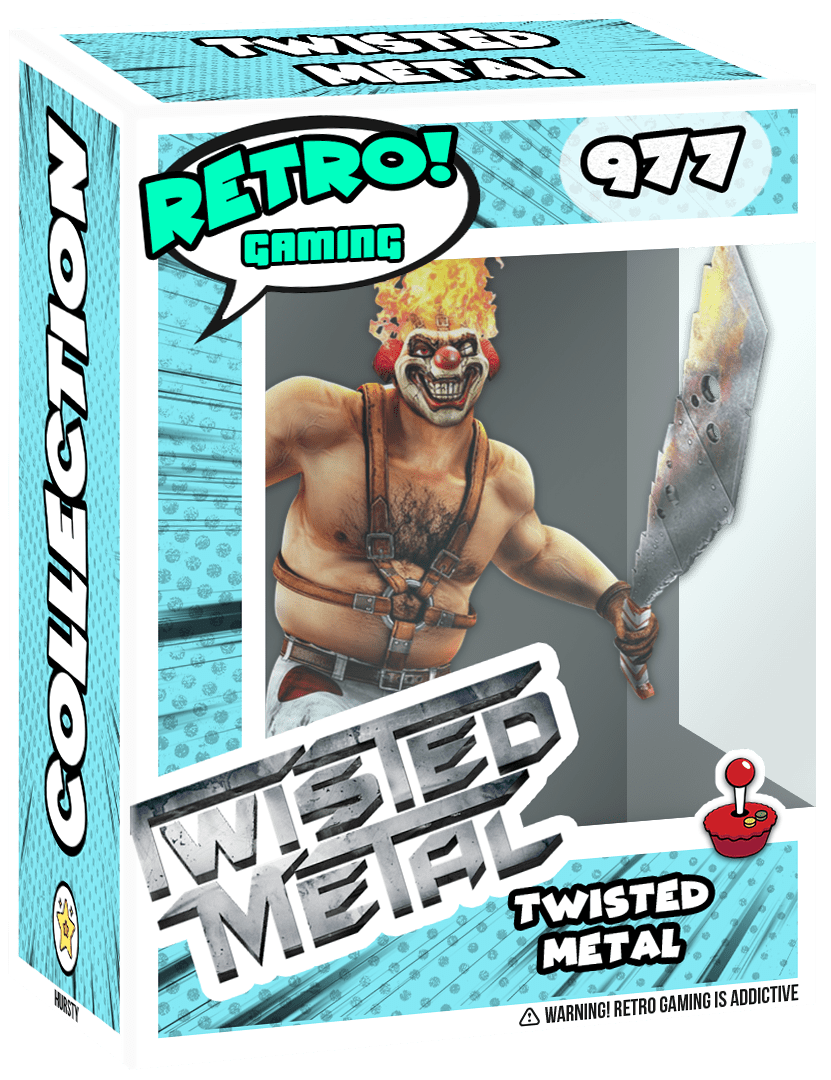 TWISTED
METAL
RETRO!
GAMING
977
COLLECTION
TWISTED
METAL
TWISTED
METAL
HURSTY
WARNING! RETRO GAMING IS ADDICTIVE